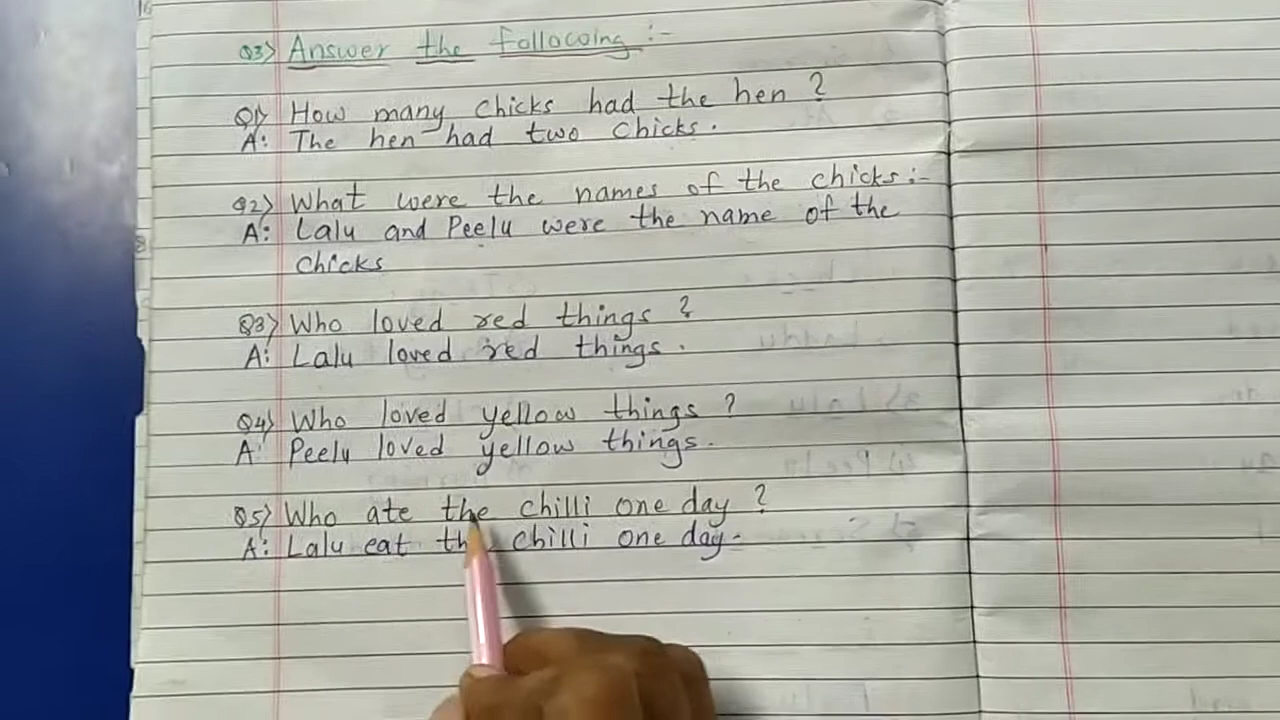 Q3) Answer the following :-
Q1) How many chicks had the hen ?
A: The hen had two chicks.
Q2) What were the names of the chicks :-
A: Lalu and Peelu were the name of the
chicks
Q3) Who loved red things ?
A: Lalu loved red things.
Q4) Who loved yellow things ?
A: Peelu loved yellow things.
Q5) Who ate the chilli one day ?
A: Lalu eat the chilli one day.